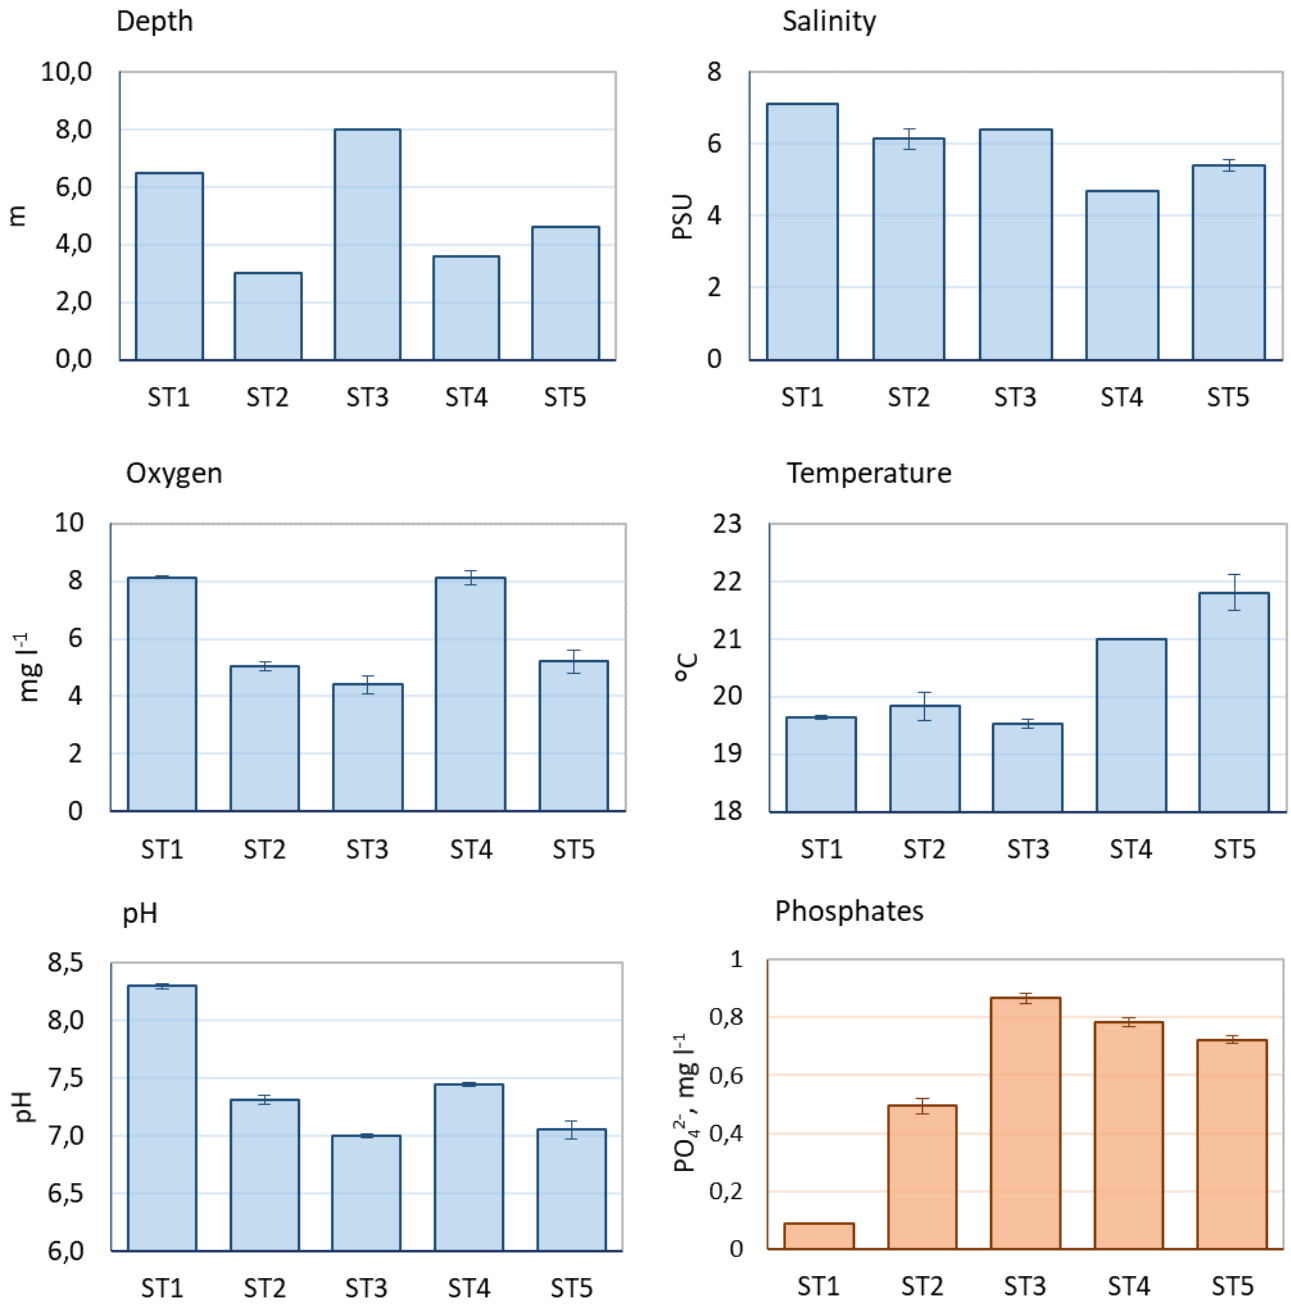 Depth
10,0
8,0
6,0
4,0
2,0
0,0
m
ST1 ST2 ST3 ST4 ST5
Salinity
8
6
4
2
0
PSU
ST1 ST2 ST3 ST4 ST5
Oxygen
10
8
6
4
2
0
mg l⁻¹
ST1 ST2 ST3 ST4 ST5
Temperature
23
22
21
20
19
18
°C
ST1 ST2 ST3 ST4 ST5
pH
8,5
8,0
7,5
7,0
6,5
6,0
pH
ST1 ST2 ST3 ST4 ST5
Phosphates
1
0,8
0,6
0,4
0,2
0
PO₄²⁻, mg l⁻¹
ST1 ST2 ST3 ST4 ST5